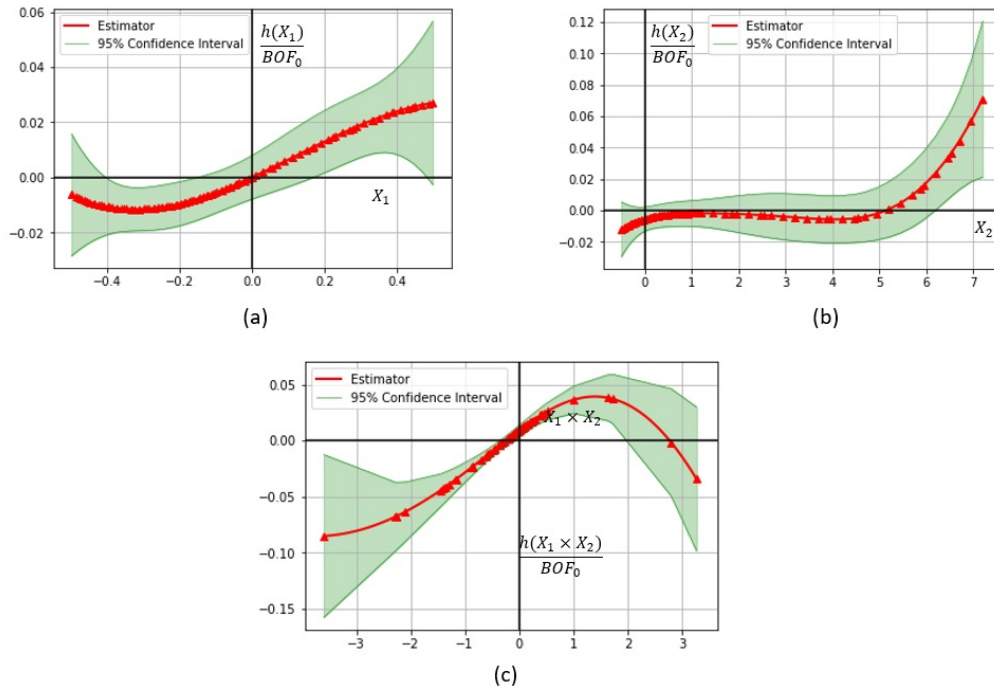 0.06
0.04
0.02
0.00
−0.02
−0.4
−0.2
0.0
0.2
0.4
Estimator
95% Confidence Interval
h(X₁)
BOF₀
X₁
(a)
0.12
0.10
0.08
0.06
0.04
0.02
0.00
−0.02
0
1
2
3
4
5
6
7
h(X₂)
BOF₀
Estimator
95% Confidence Interval
X₂
(b)
0.05
0.00
−0.05
−0.10
−0.15
−3
−2
−1
0
1
2
3
Estimator
95% Confidence Interval
X₁ × X₂
h(X₁ × X₂)
BOF₀
(c)